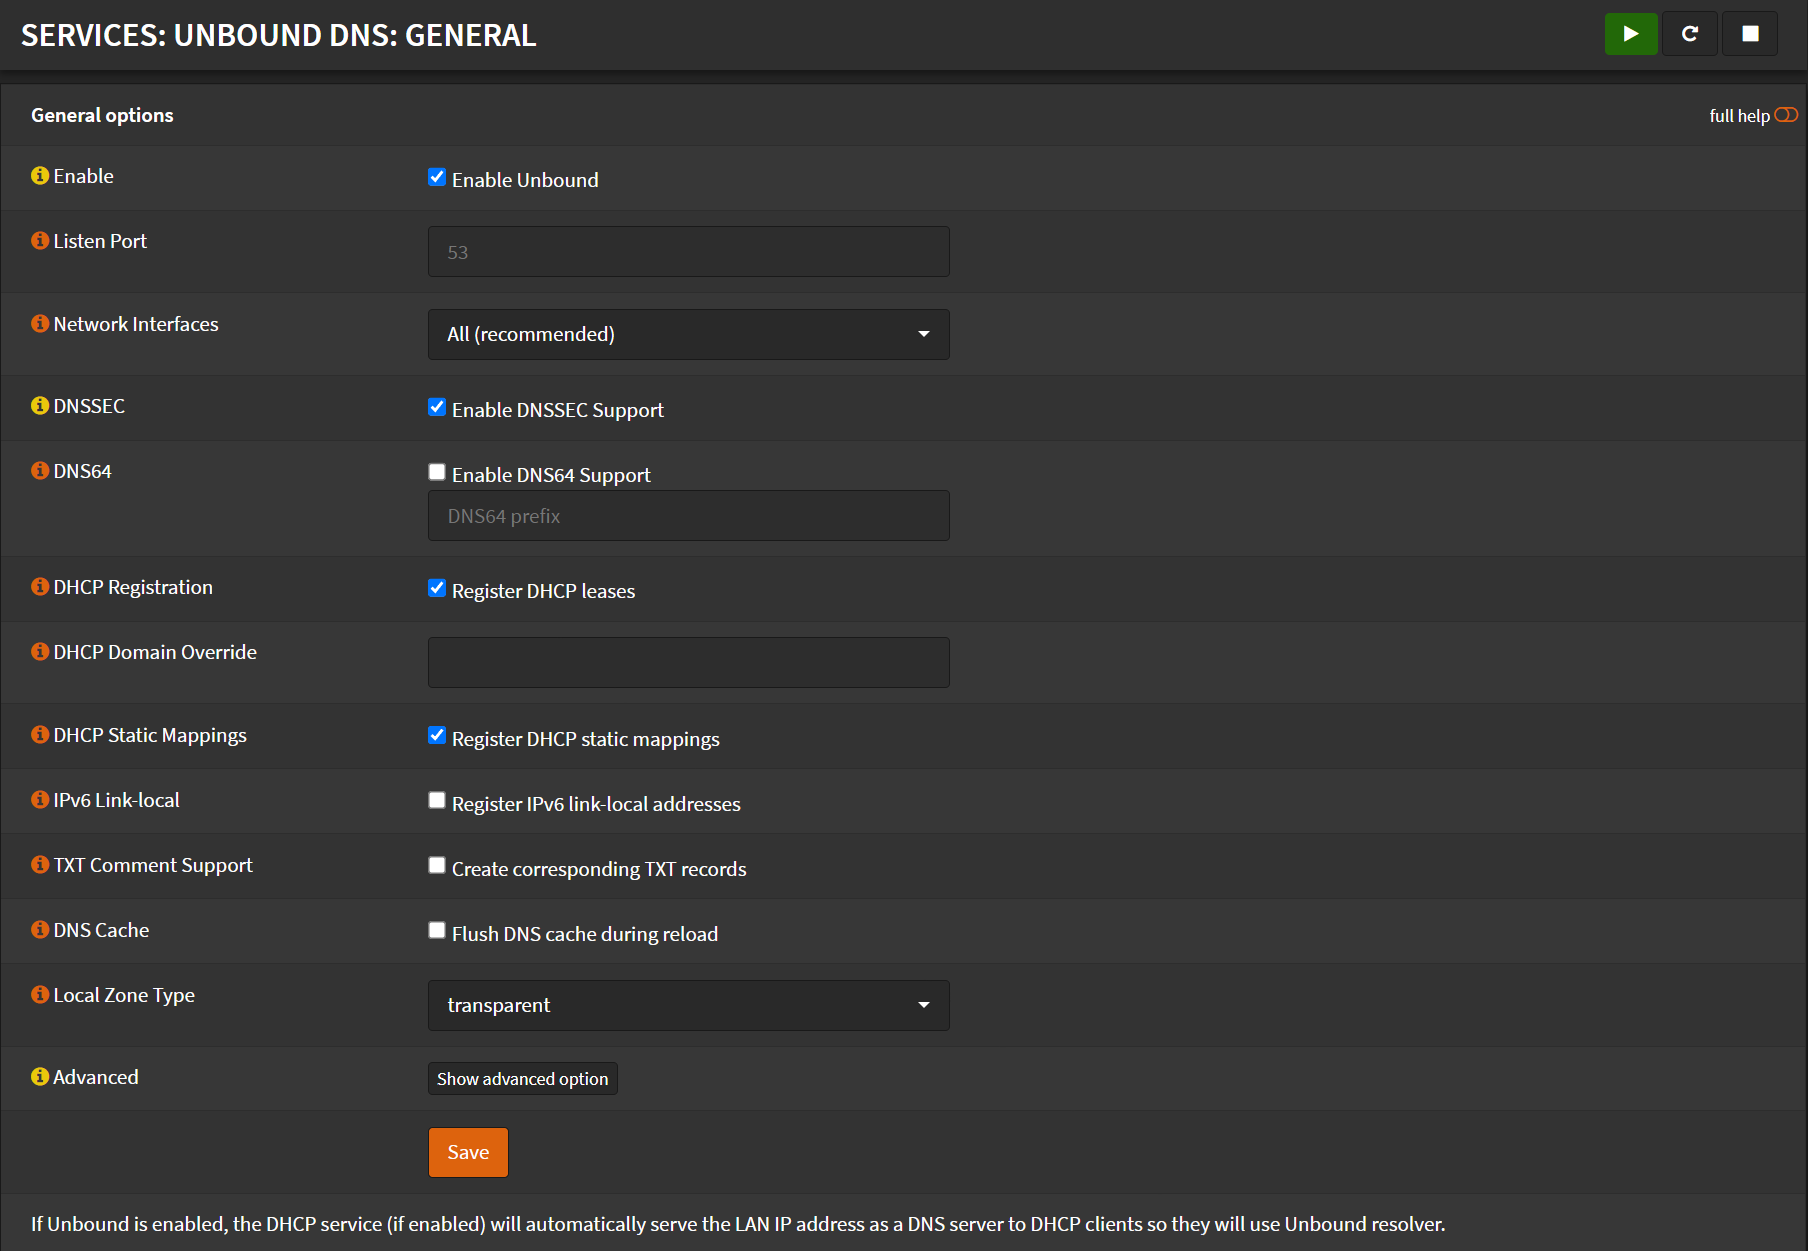 SERVICES: UNBOUND DNS: GENERAL
General options
full help
Enable
Enable Unbound
Listen Port
53
Network Interfaces
All (recommended)
DNSSEC
Enable DNSSEC Support
DNS64
Enable DNS64 Support
DNS64 prefix
DHCP Registration
Register DHCP leases
DHCP Domain Override
DHCP Static Mappings
Register DHCP static mappings
IPv6 Link-local
Register IPv6 link-local addresses
TXT Comment Support
Create corresponding TXT records
DNS Cache
Flush DNS cache during reload
Local Zone Type
transparent
Advanced
Show advanced option
Save
If Unbound is enabled, the DHCP service (if enabled) will automatically serve the LAN IP address as a DNS server to DHCP clients so they will use Unbound resolver.